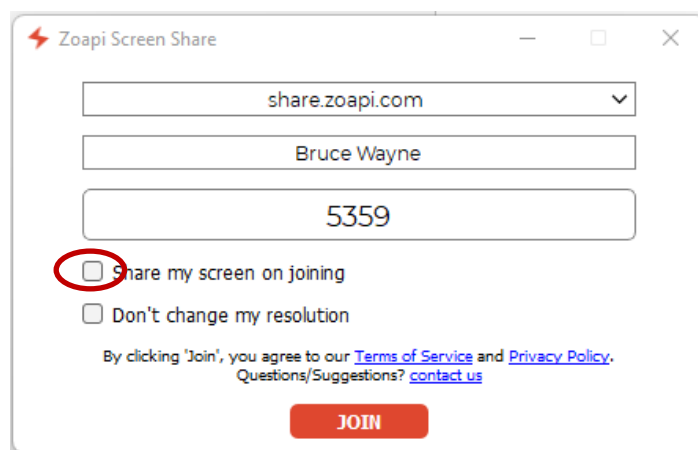 Zoapi Screen Share
share.zoapi.com
Bruce Wayne
5359
Share my screen on joining
Don't change my resolution
By clicking 'Join', you agree to our Terms of Service and Privacy Policy.
Questions/Suggestions? contact us
JOIN